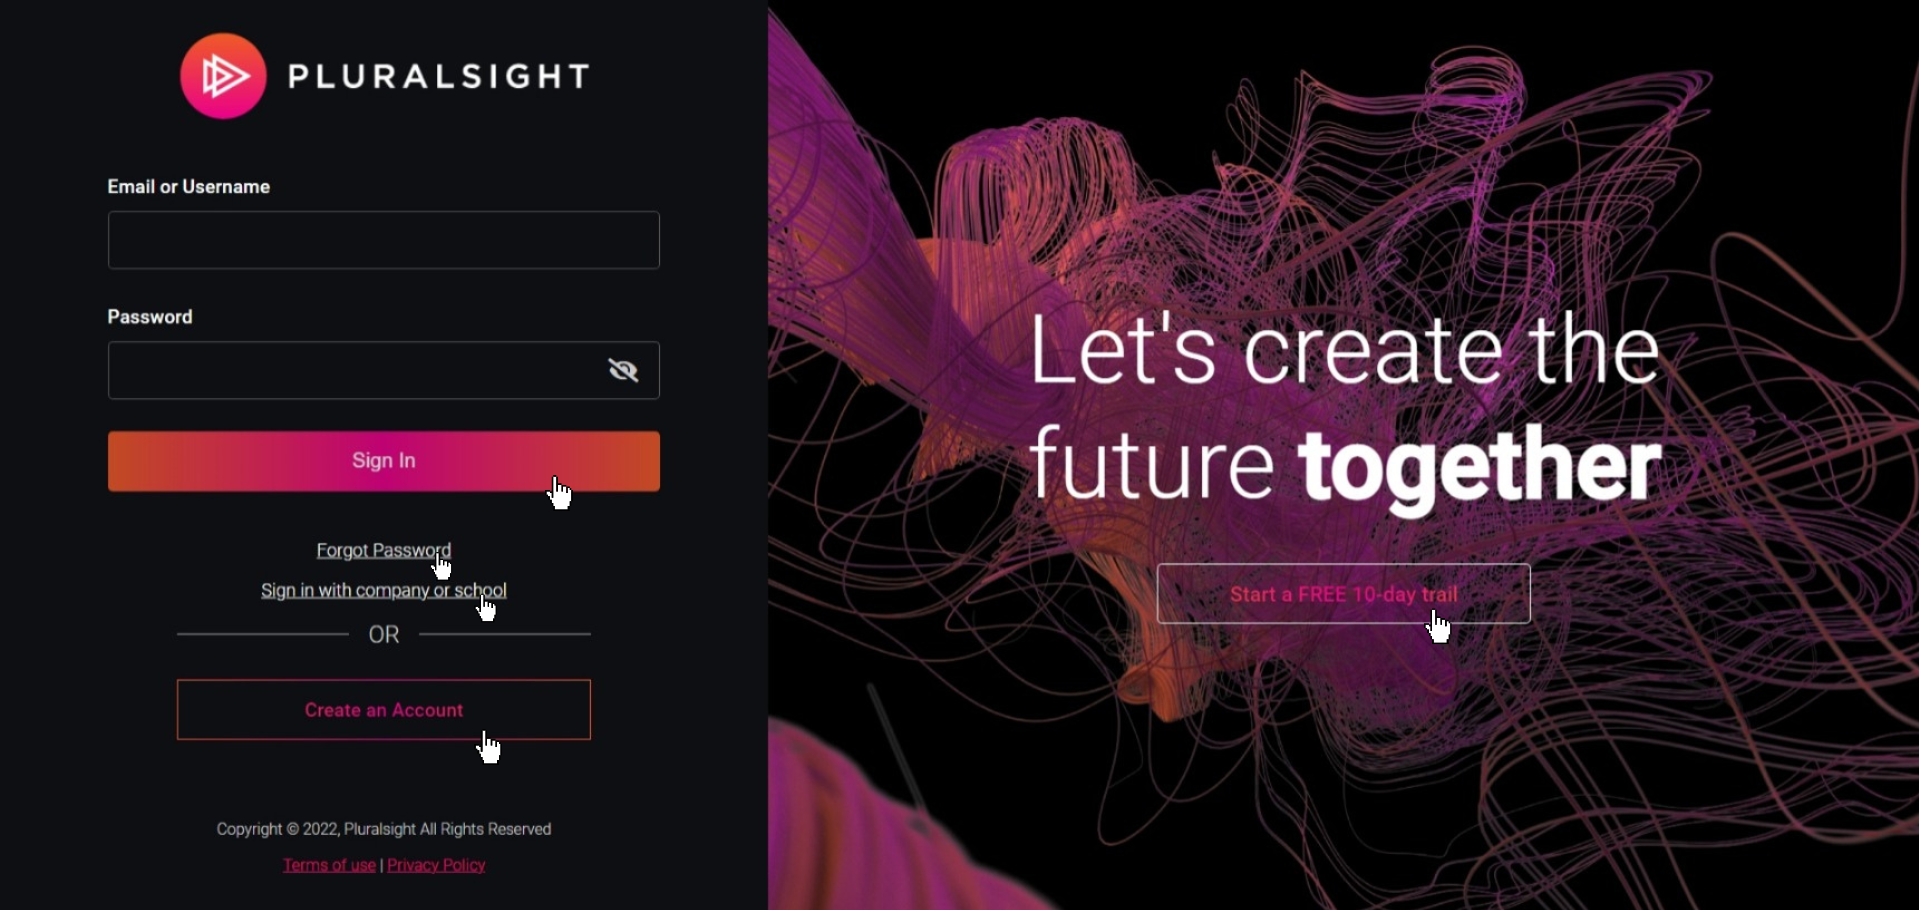 PLURALSIGHT
Email or Username
Password
Sign In
Forgot Password
Sign in with company or school
OR
Create an Account
Copyright © 2022, Pluralsight All Rights Reserved
Terms of use | Privacy Policy
Let's create the
future together
Start a FREE 10-day trail